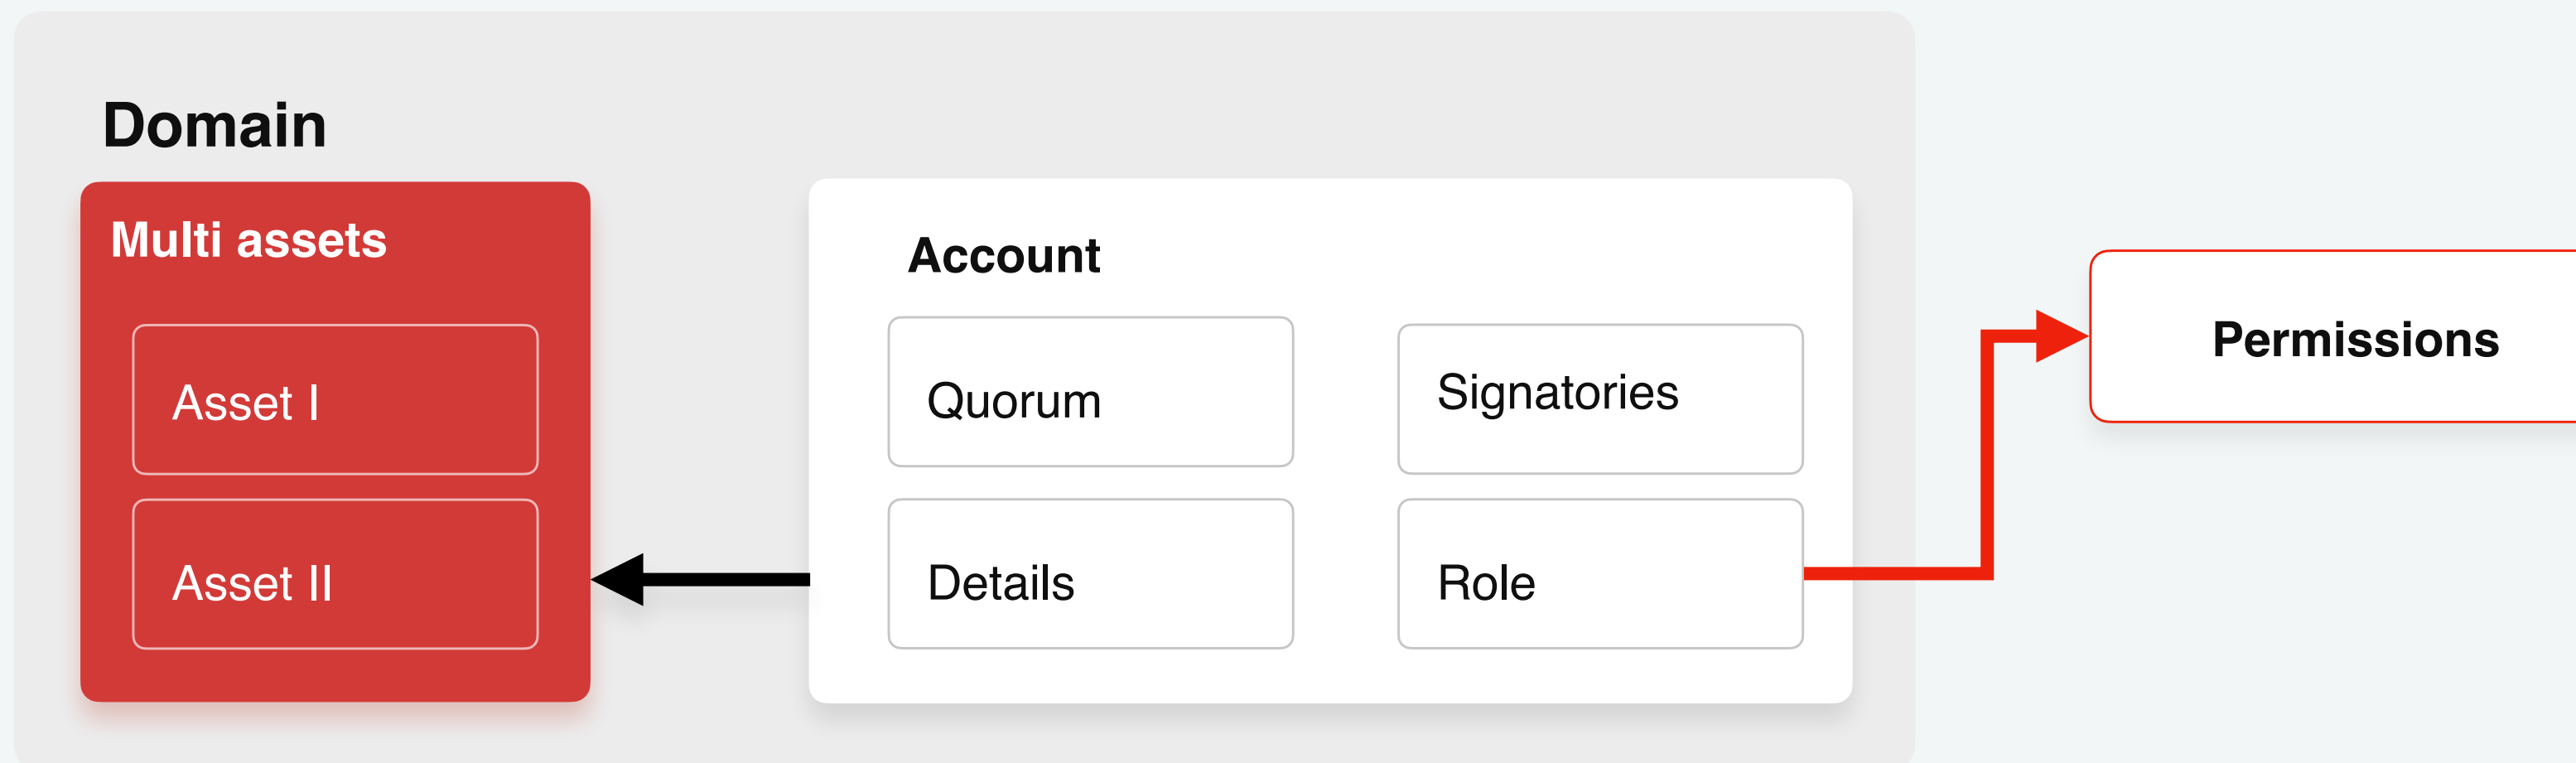 Domain
Multi assets
Asset I
Asset II
Account
Quorum
Signatories
Details
Role
Permissions